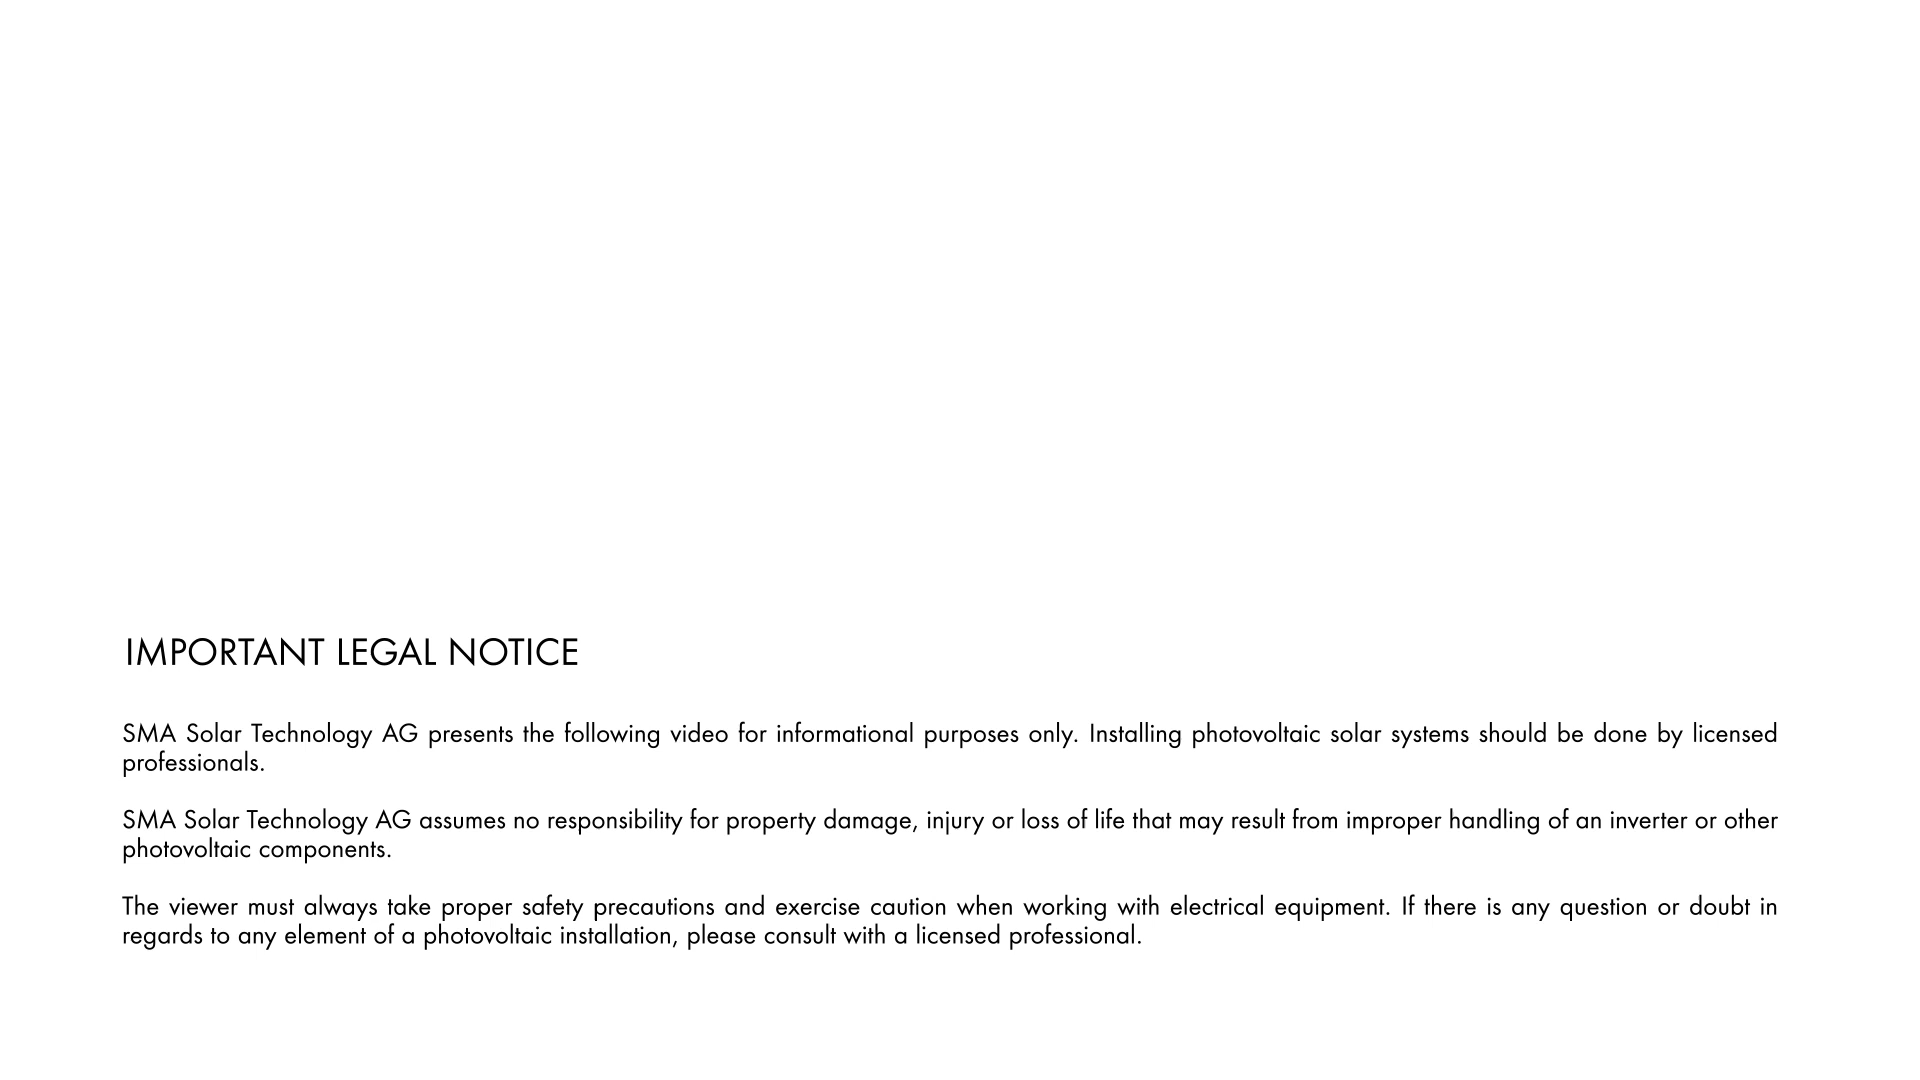 IMPORTANT LEGAL NOTICE
SMA Solar Technology AG presents the following video for informational purposes only. Installing photovoltaic solar systems should be done by licensed
professionals.
SMA Solar Technology AG assumes no responsibility for property damage, injury or loss of life that may result from improper handling of an inverter or other
photovoltaic components.
The viewer must always take proper safety precautions and exercise caution when working with electrical equipment. If there is any question or doubt in
regards to any element of a photovoltaic installation, please consult with a licensed professional.